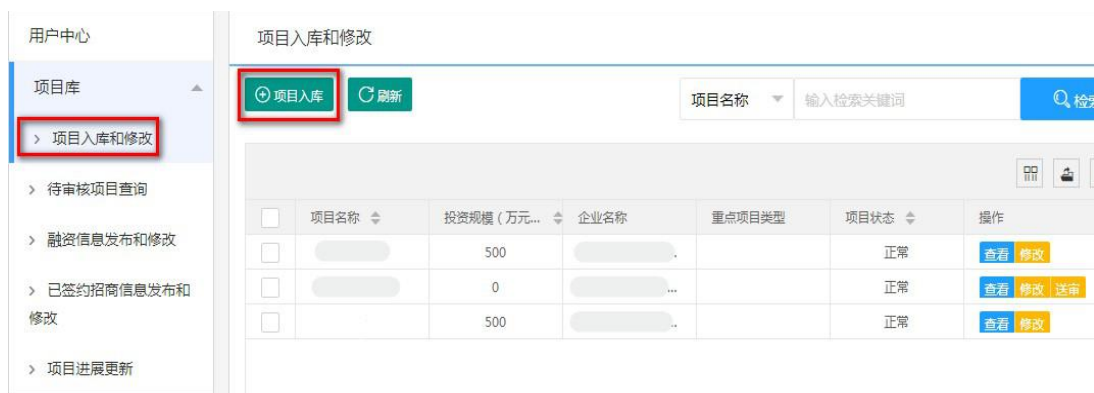 用户中心
项目库
项目入库和修改
待审核项目查询
融资信息发布和修改
已签约招商信息发布和
修改
项目进展更新
项目入库和修改
项目入库 刷新 项目名称 输入检索关键词
项目名称 投资规模（万元... 企业名称 重点项目类型 项目状态 操作
500 . 正常 查看 修改
0 ... 正常 查看 修改 送审
500 .. 正常 查看 修改